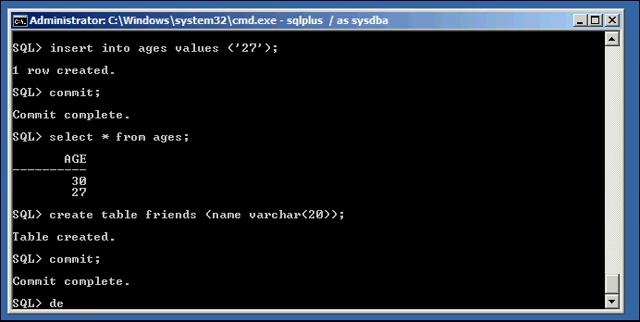 Administrator: C:\Windows\system32\cmd.exe - sqlplus / as sysdba
SQL> insert into ages values ('27');
1 row created.
SQL> commit;
Commit complete.
SQL> select * from ages;
AGE
----------
30
27
SQL> create table friends (name varchar(20));
Table created.
SQL> commit;
Commit complete.
SQL> de